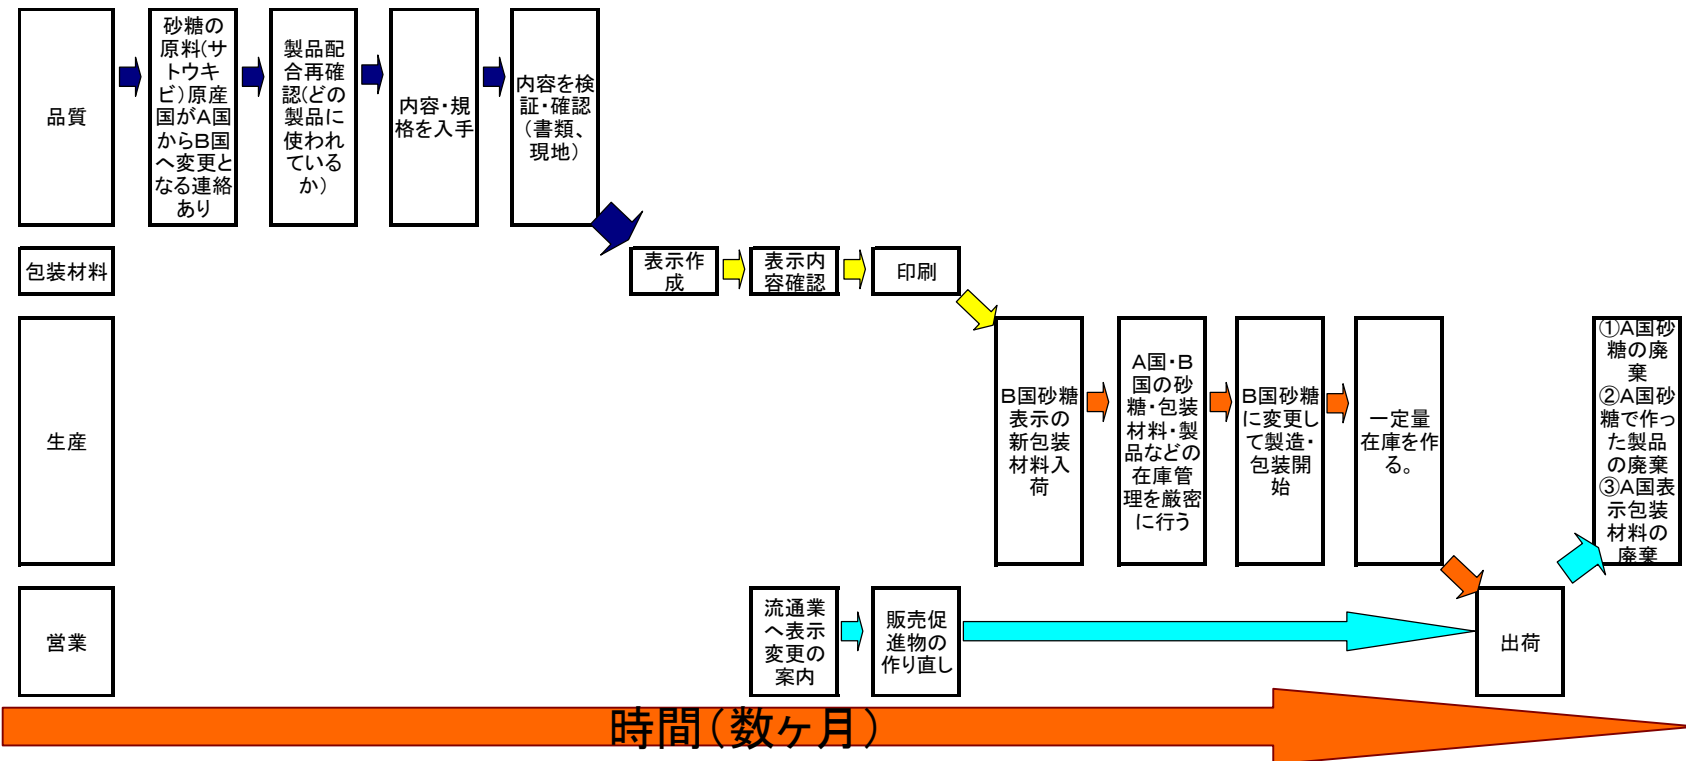 品質
砂糖の
原料(サ
トウキ
ビ)原産
国がA国
からB国
へ変更と
なる連絡
あり
製品配
合再確
認(どの
製品に
使われ
ている
か)
内容・規
格を入手
内容を検
証・確認
(書類、
現地)
包装材料
表示作
成
表示内
容確認
印刷
生産
B国砂糖
表示の
新包装
材料入
荷
A国・B
国の砂
糖・包装
材料・製
品などの
在庫管
理を厳密
に行う
B国砂糖
に変更し
て製造・
包装開
始
一定量
在庫を作
る。
①A国砂
糖の廃
棄
②A国砂
糖で作っ
た製品
の廃棄
③A国表
示包装
材料の
廃棄
営業
流通業
へ表示
変更の
案内
販売促
進物の
作り直し
出荷
時間(数ヶ月)